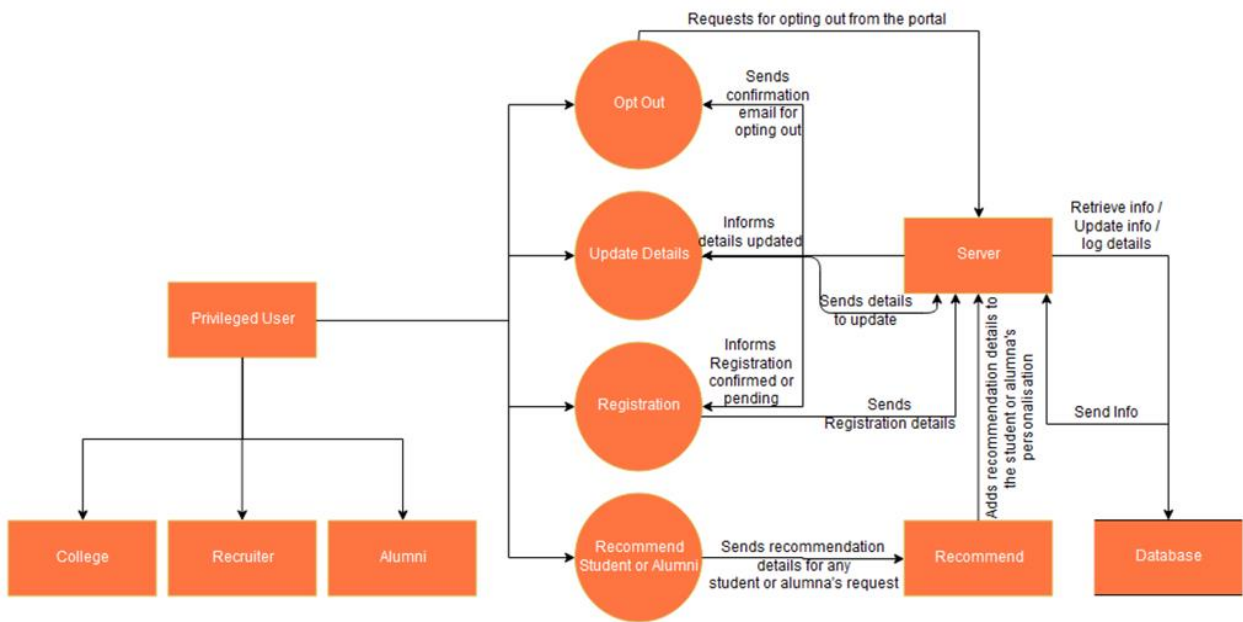 Requests for opting out from the portal
Opt Out
Sends
confirmation
email for
opting out
Update Details
Informs
details updated
Server
Retrieve info /
Update info /
log details
Sends details
to update
Privileged User
Registration
Informs
Registration
confirmed or
pending
Sends
Registration details
Adds recommendation details to
the student or alumna's
personalisation
Send Info
College
Recruiter
Alumni
Recommend
Student or Alumni
Sends recommendation
details for any
student or alumna's request
Recommend
Database